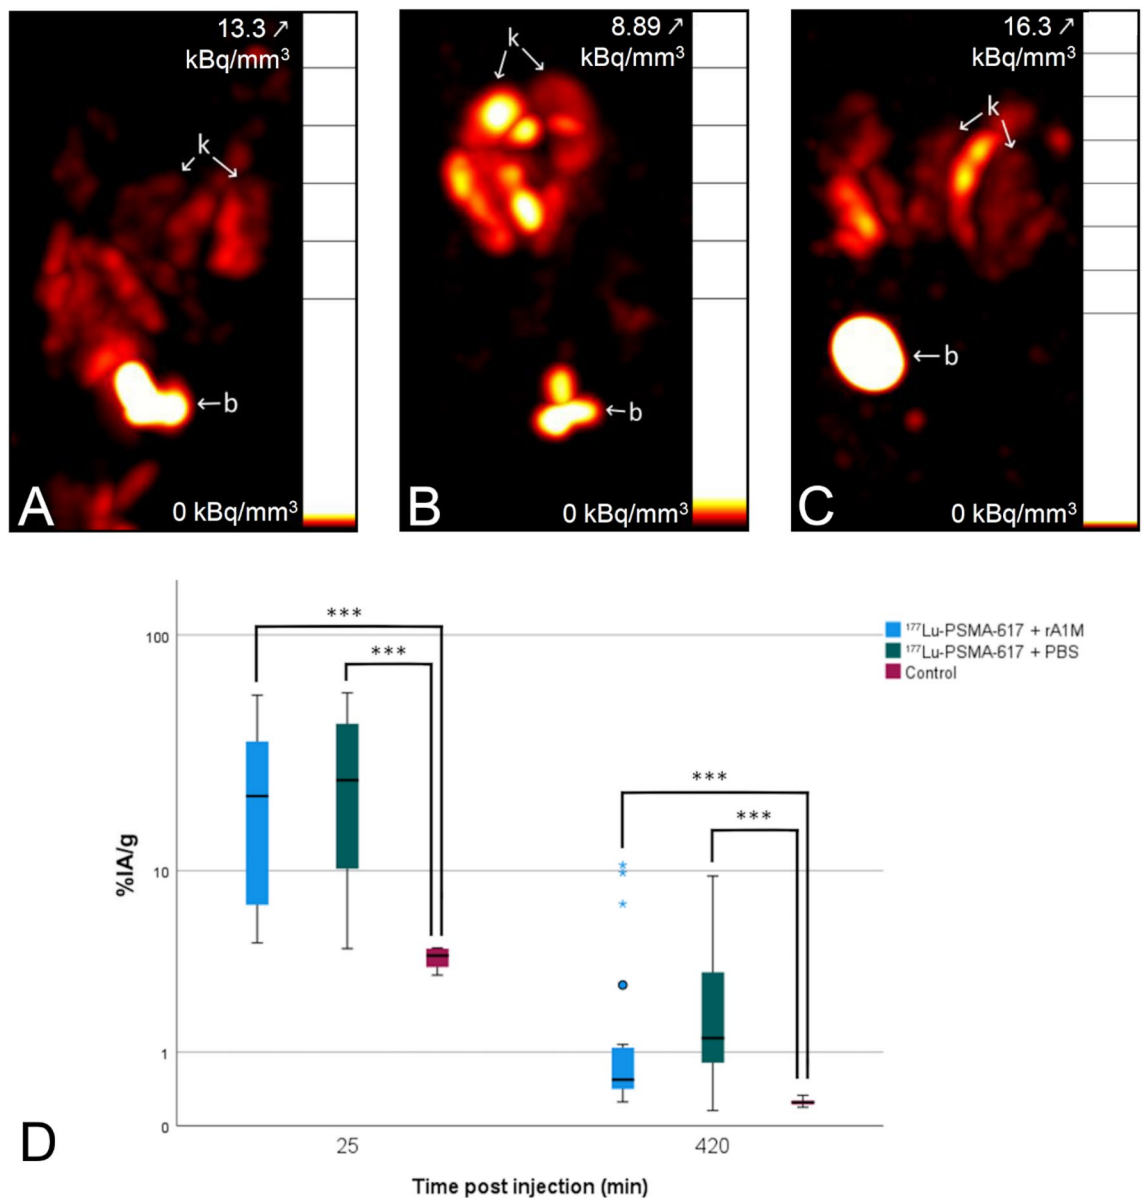 13.3 ↗
kBq/mm³
k
←b
A
0 kBq/mm³
8.89 ↗
kBq/mm³
k
←b
B
0 kBq/mm³
16.3 ↗
kBq/mm³
k
←b
C
0 kBq/mm³
¹⁷⁷Lu-PSMA-617 + rA1M
¹⁷⁷Lu-PSMA-617 + PBS
Control
***
***
***
***
100
10
1
0
%IA/g
25
420
Time post injection (min)
D